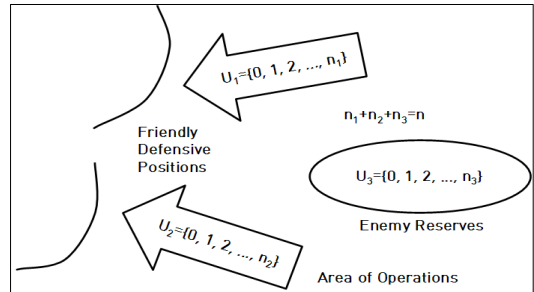 U₁={0, 1, 2, ..., n₁}
n₁+n₂+n₃=n
Friendly
Defensive
Positions
U₃={0, 1, 2, ..., n₃}
U₂={0, 1, 2, ..., n₂}
Enemy Reserves
Area of Operations